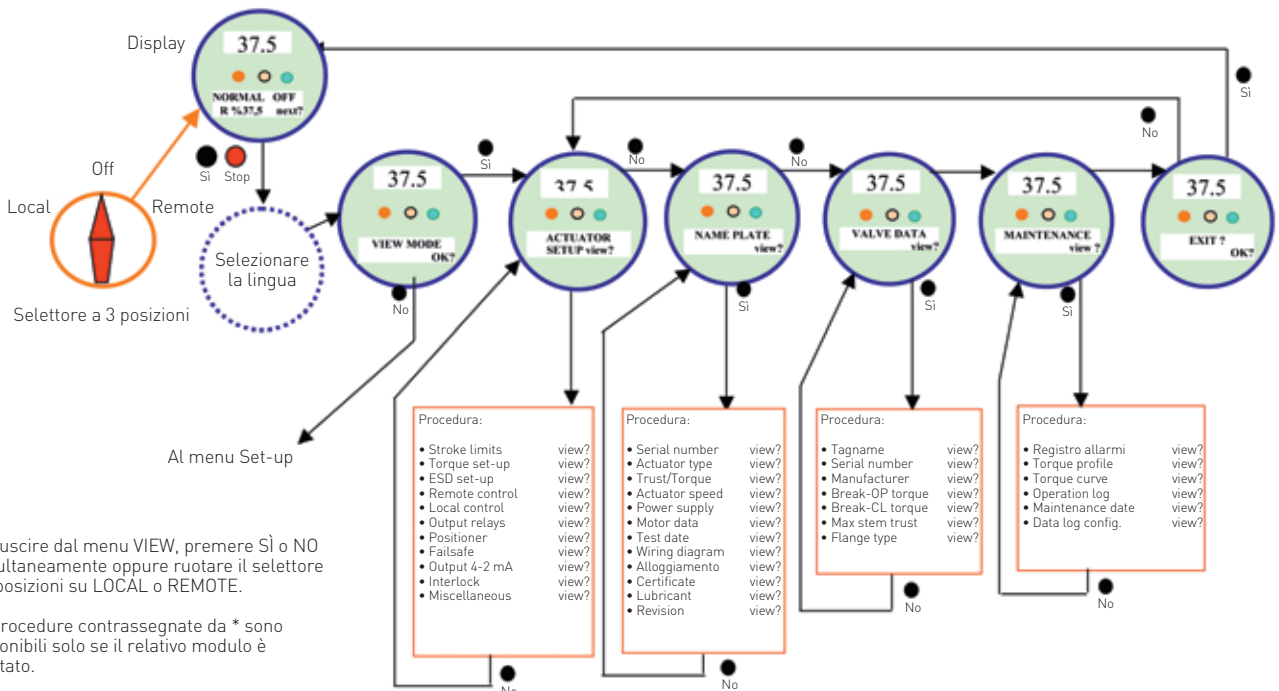 Display
37.5
NORMAL OFF
R %37,5 next?
Sì
Stop
Off
Local
Remote
Selettore a 3 posizioni
Selezionare
la lingua
37.5
VIEW MODE
OK?
Sì
No
Al menu Set-up
37.5
ACTUATOR
SETUP view?
No
37.5
NAME PLATE
view?
Sì
No
37.5
VALVE DATA
view?
Sì
37.5
MAINTENANCE
view ?
Sì
37.5
EXIT ?
OK?
No
Sì
Procedura:
• Stroke limits view?
• Torque set-up view?
• ESD set-up view?
• Remote control view?
• Local control view?
• Output relays view?
• Positioner view?
• Failsafe view?
• Output 4-2 mA view?
• Interlock view?
• Miscellaneous view?
No
Procedura:
• Serial number view?
• Actuator type view?
• Trust/Torque view?
• Actuator speed view?
• Power supply view?
• Motor data view?
• Test date view?
• Wiring diagram view?
• Alloggiamento view?
• Certificate view?
• Lubricant view?
• Revision view?
No
Procedura:
• Tagname view?
• Serial number view?
• Manufacturer view?
• Break-OP torque view?
• Break-CL torque view?
• Max stem trust view?
• Flange type view?
No
Procedura:
• Registro allarmi view?
• Torque profile view?
• Torque curve view?
• Operation log view?
• Maintenance date view?
• Data log config. view?
No
uscire dal menu VIEW, premere SÌ o NO
ultaneamente oppure ruotare il selettore
posizioni su LOCAL o REMOTE.
rocedure contrassegnate da * sono
onibili solo se il relativo modulo è
tato.